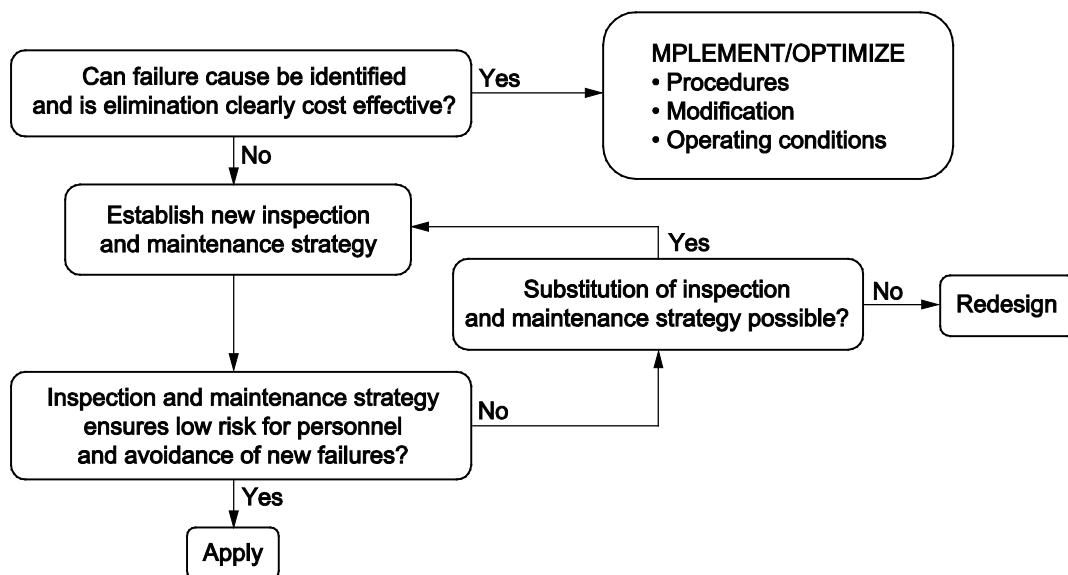 Can failure cause be identified
and is elimination clearly cost effective?
Yes
MPLEMENT/OPTIMIZE
• Procedures
• Modification
• Operating conditions
No
Establish new inspection
and maintenance strategy
Yes
Substitution of inspection
and maintenance strategy possible?
No
Redesign
Inspection and maintenance strategy
ensures low risk for personnel
and avoidance of new failures?
No
Yes
Apply